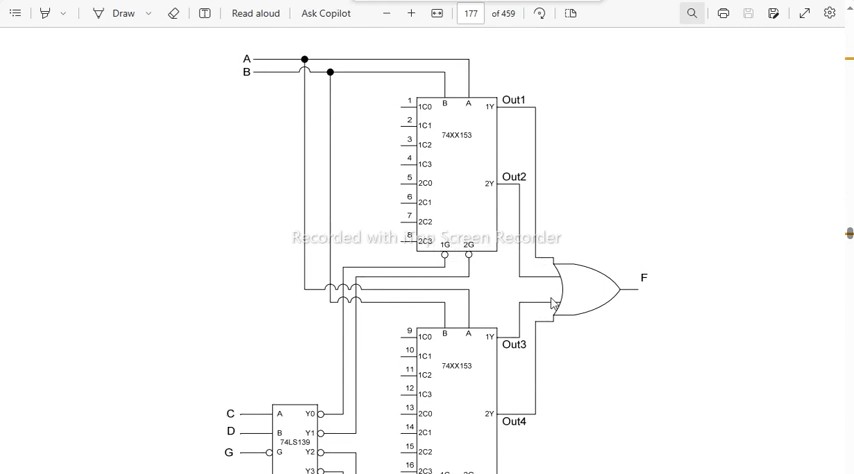 Draw
Read aloud
Ask Copilot
177 of 459
A
B
B A
Out1
1 1C0 1Y
2 1C1
74XX153
3 1C2
4 1C3
5 2C0 2Y
Out2
6 2C1
7 2C2
8 2C3
1G 2G
Recorded with iTop Screen Recorder
F
B A
9 1C0 1Y
Out3
10 1C1
74XX153
11 1C2
12 1C3
13 2C0 2Y
Out4
14 2C1
15 2C2
16 2C3
1G 2G
C A Y0
D B Y1
74LS139
G G Y2
Y3